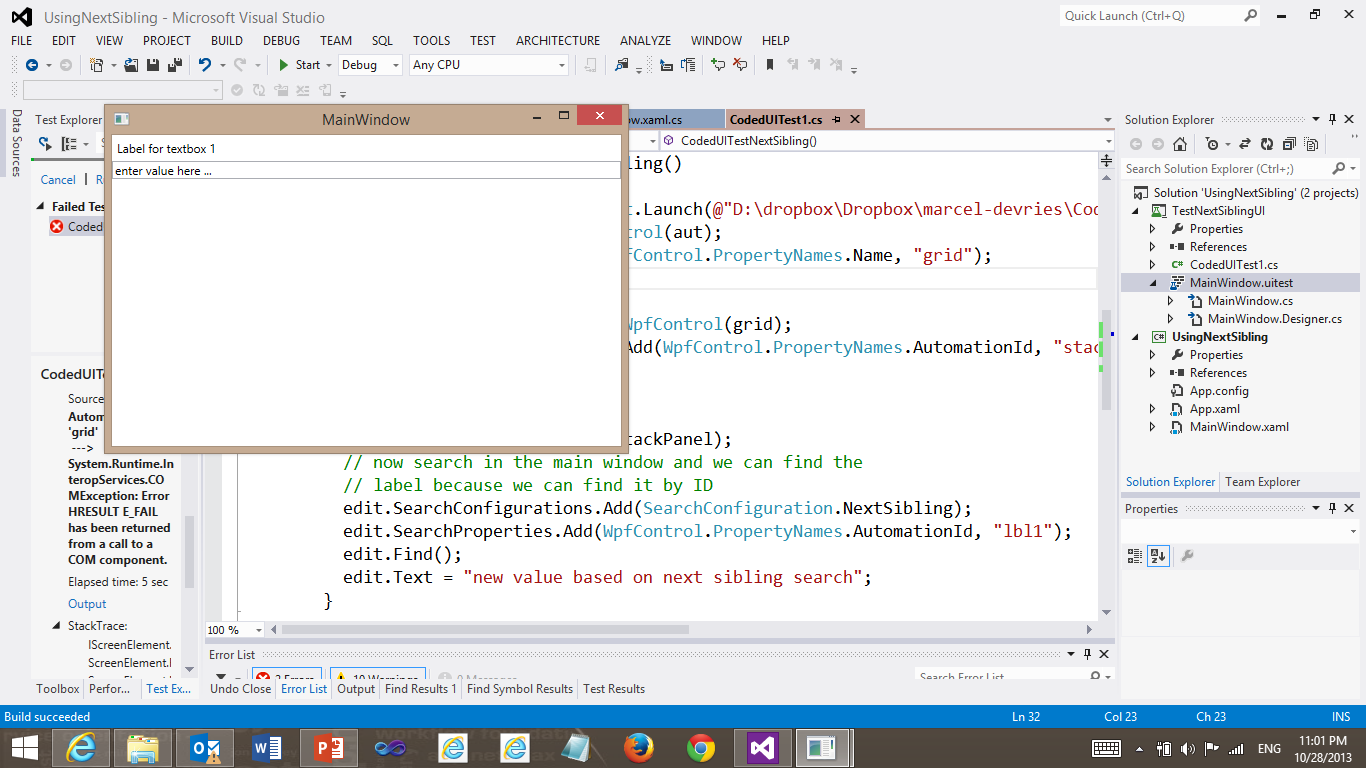 UsingNextSibling - Microsoft Visual Studio
Quick Launch (Ctrl+Q)
FILE EDIT VIEW PROJECT BUILD DEBUG TEAM SQL TOOLS TEST ARCHITECTURE ANALYZE WINDOW HELP
Start Debug Any CPU
Data Sources
Test Explorer
Cancel
Failed Tes
Coded
CodedUITe
Source
Autom
'grid'
--->
System.Runtime.In
teropServices.CO
MException: Error
HRESULT E_FAIL
has been returned
from a call to a
COM component.
Elapsed time: 5 sec
Output
StackTrace:
IScreenElement.
ScreenElement.I
Toolbox Perfor... Test Ex...
MainWindow
Label for textbox 1
enter value here ...
ow.xaml.cs CodedUITest1.cs
CodedUITestNextSibling()
ling()
t.Launch(@"D:\dropbox\Dropbox\marcel-devries\Cod
trol(aut);
fControl.PropertyNames.Name, "grid");
WpfControl(grid);
Add(WpfControl.PropertyNames.AutomationId, "stac
tackPanel);
// now search in the main window and we can find the
// label because we can find it by ID
edit.SearchConfigurations.Add(SearchConfiguration.NextSibling);
edit.SearchProperties.Add(WpfControl.PropertyNames.AutomationId, "lbl1");
edit.Find();
edit.Text = "new value based on next sibling search";
}
100 %
Error List
2 Errors 10 Warnings 0 Messages Search Error List
Undo Close Error List Output Find Results 1 Find Symbol Results Test Results
Solution Explorer
Search Solution Explorer (Ctrl+;)
Solution 'UsingNextSibling' (2 projects)
TestNextSiblingUI
Properties
References
CodedUITest1.cs
MainWindow.uitest
MainWindow.cs
MainWindow.Designer.cs
UsingNextSibling
Properties
References
App.config
App.xaml
MainWindow.xaml
Solution Explorer Team Explorer
Properties
Build succeeded Ln 32 Col 23 Ch 23 INS
ENG
11:01 PM
10/28/2013